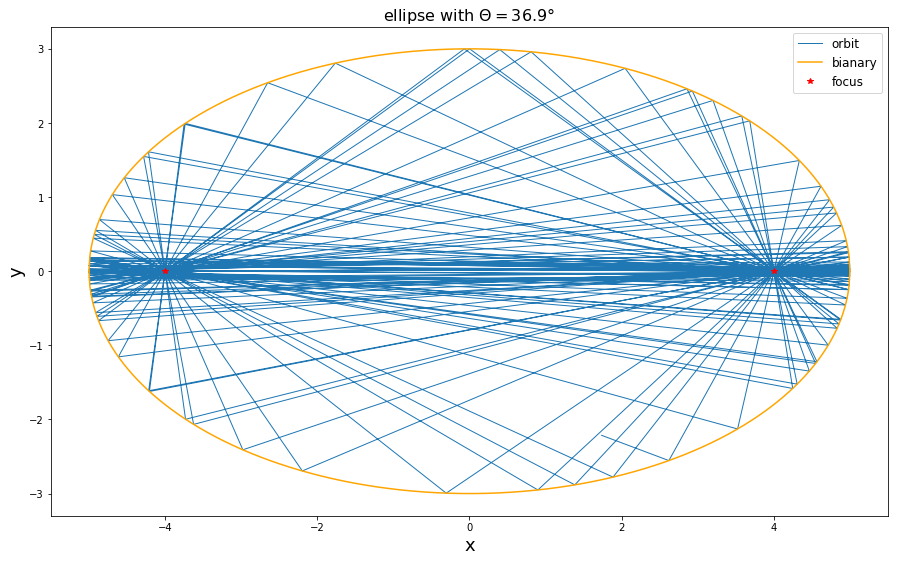 ellipse with Θ = 36.9°
orbit
bianary
focus
3
2
1
0
−1
−2
−3
y
−4
−2
0
2
4
x